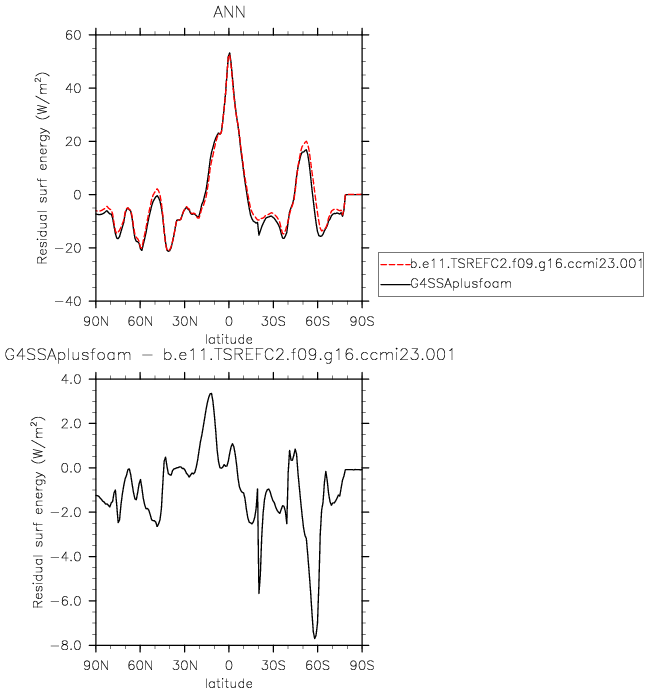 ANN
60
40
20
0
−20
−40
Residual surf energy (W/m²)
90N 60N 30N 0 30S 60S 90S
latitude
b.e11.TSREFC2.f09.g16.ccmi23.001
G4SSAplusfoam
G4SSAplusfoam − b.e11.TSREFC2.f09.g16.ccmi23.001
4.0
2.0
0.0
−2.0
−4.0
−6.0
−8.0
Residual surf energy (W/m²)
90N 60N 30N 0 30S 60S 90S
latitude